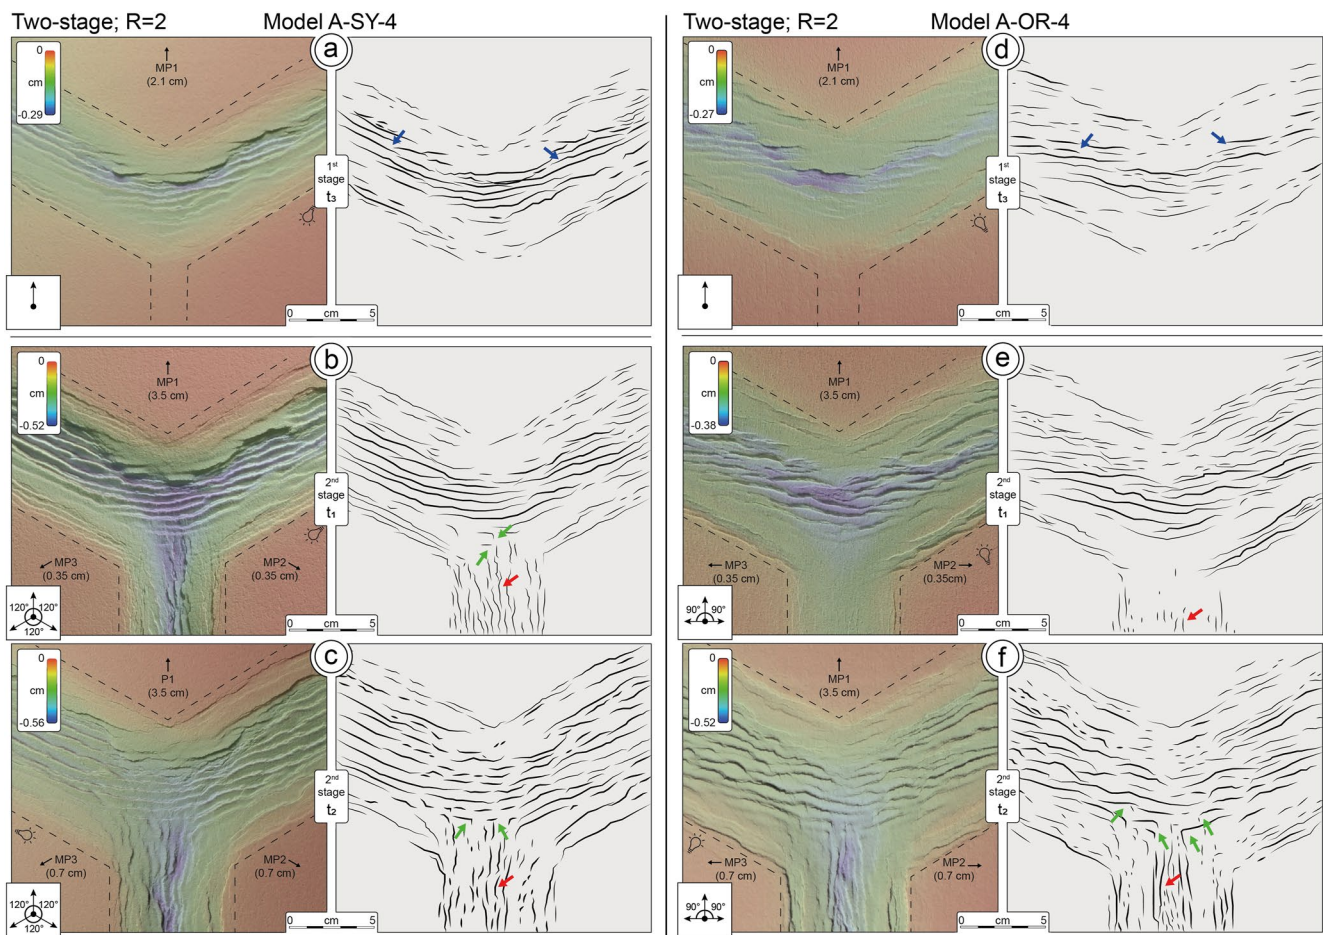 Two-stage; R=2 Model A-SY-4
0
cm
-0.29
MP1
(2.1 cm)
a
1st
stage
t₃
0 cm 5
0
cm
-0.52
MP1
(3.5 cm)
b
2nd
stage
t₁
MP3
(0.35 cm)
MP2
(0.35 cm)
120° 120°
120°
0 cm 5
0
cm
-0.56
P1
(3.5 cm)
c
2nd
stage
t₂
MP3
(0.7 cm)
MP2
(0.7 cm)
120° 120°
120°
0 cm 5
Two-stage; R=2 Model A-OR-4
0
cm
-0.27
MP1
(2.1 cm)
d
1st
stage
t₃
0 cm 5
0
cm
-0.38
MP1
(3.5 cm)
e
2nd
stage
t₁
MP3
(0.35 cm)
MP2
(0.35cm)
90° 90°
0 cm 5
0
cm
-0.52
MP1
(3.5 cm)
f
2nd
stage
t₂
MP3
(0.7 cm)
MP2
(0.7 cm)
90° 90°
0 cm 5